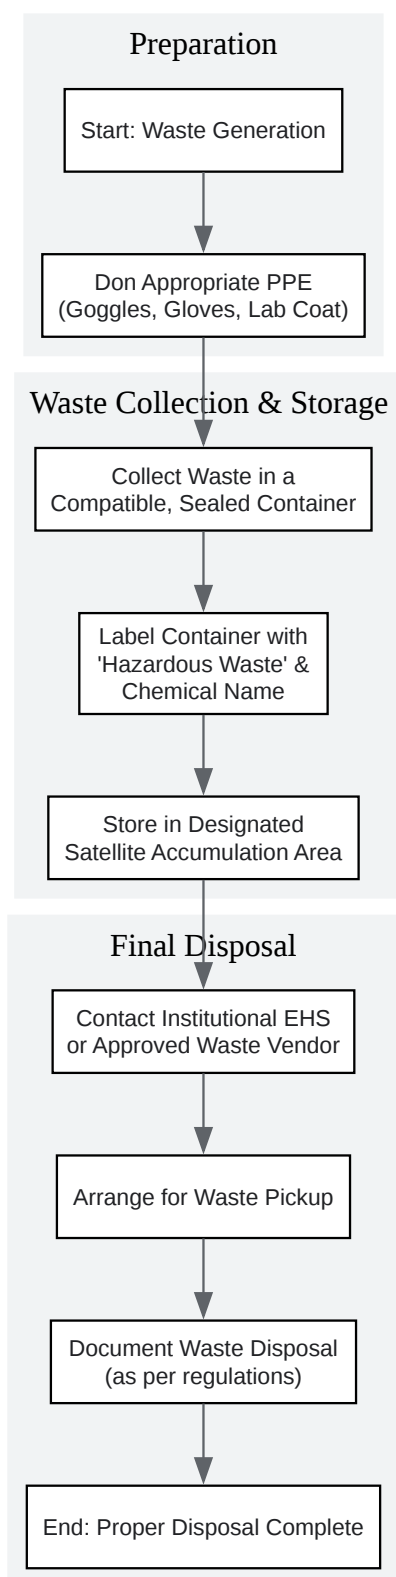 Preparation
Start: Waste Generation
Don Appropriate PPE
(Goggles, Gloves, Lab Coat)
Waste Collection & Storage
Collect Waste in a
Compatible, Sealed Container
Label Container with
'Hazardous Waste' &
Chemical Name
Store in Designated
Satellite Accumulation Area
Final Disposal
Contact Institutional EHS
or Approved Waste Vendor
Arrange for Waste Pickup
Document Waste Disposal
(as per regulations)
End: Proper Disposal Complete